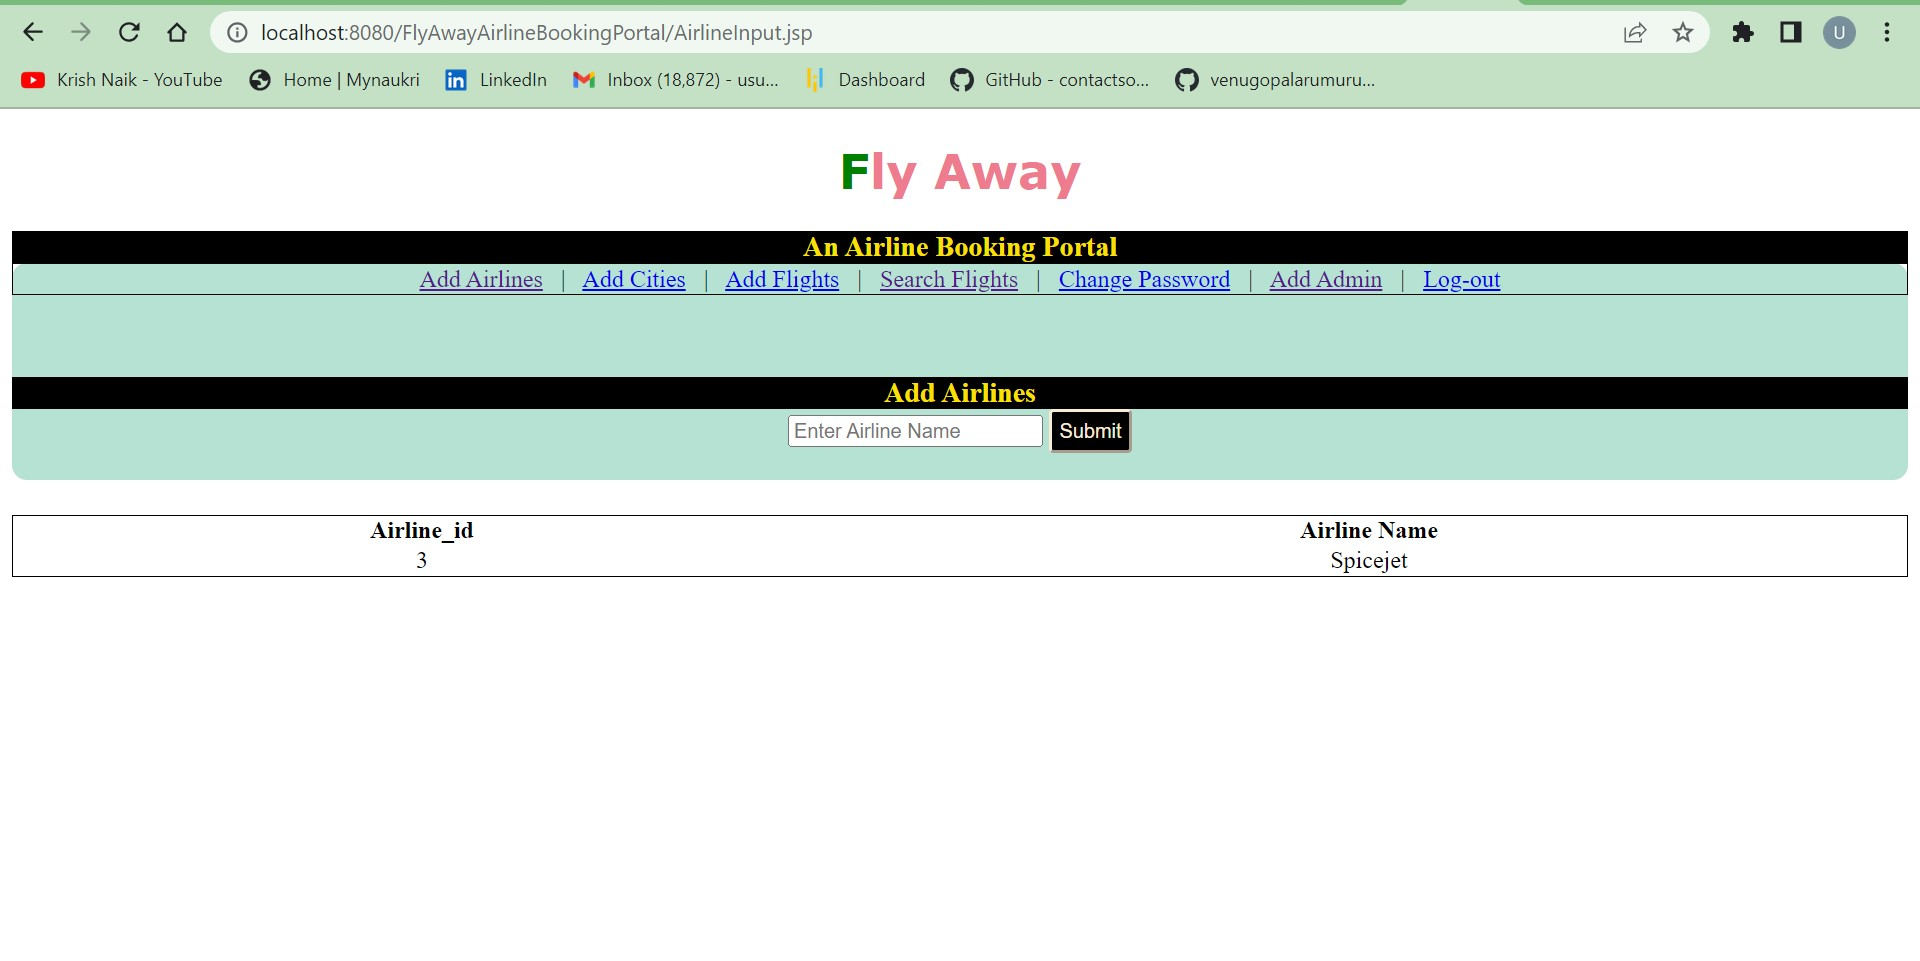 localhost:8080/FlyAwayAirlineBookingPortal/AirlineInput.jsp
U
Krish Naik - YouTube Home | Mynaukri LinkedIn Inbox (18,872) - usu... Dashboard GitHub - contactso... venugopalarumuru...
Fly Away
An Airline Booking Portal
Add Airlines | Add Cities | Add Flights | Search Flights | Change Password | Add Admin | Log-out
Add Airlines
Enter Airline Name Submit
Airline_id Airline Name
3 Spicejet